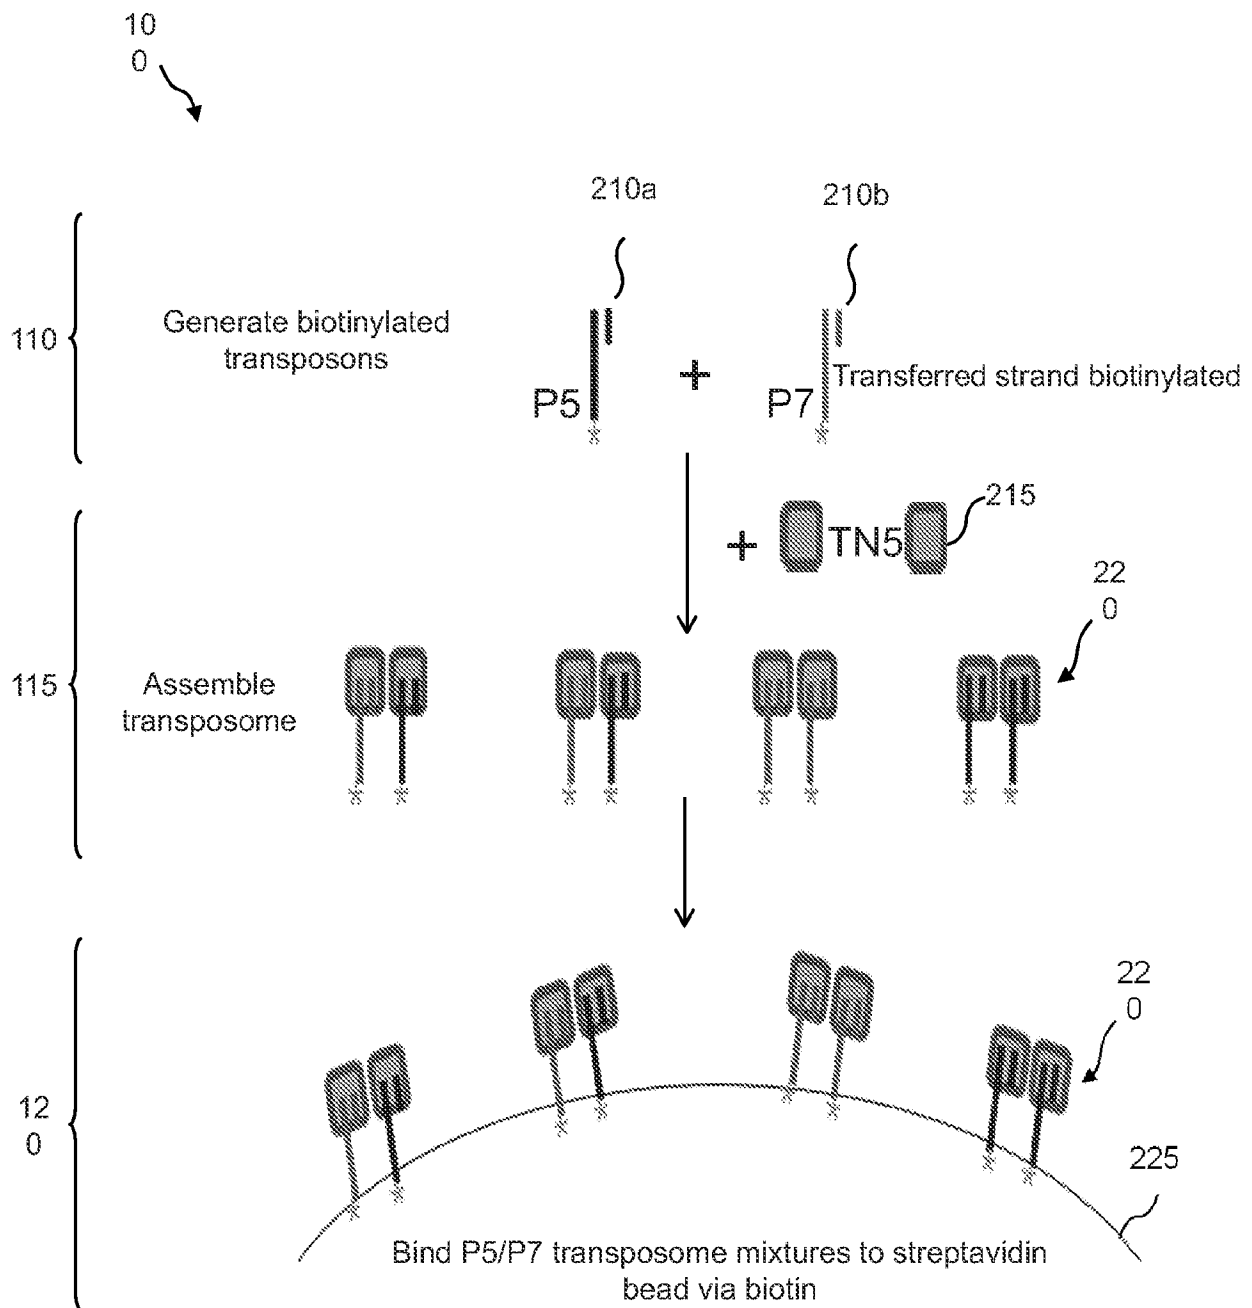 10
0
210a
210b
110
Generate biotinylated
transposons
P5
+
P7
Transferred strand biotinylated
+
TN5
215
22
0
115
Assemble
transposome
22
0
12
0
225
Bind P5/P7 transposome mixtures to streptavidin
bead via biotin